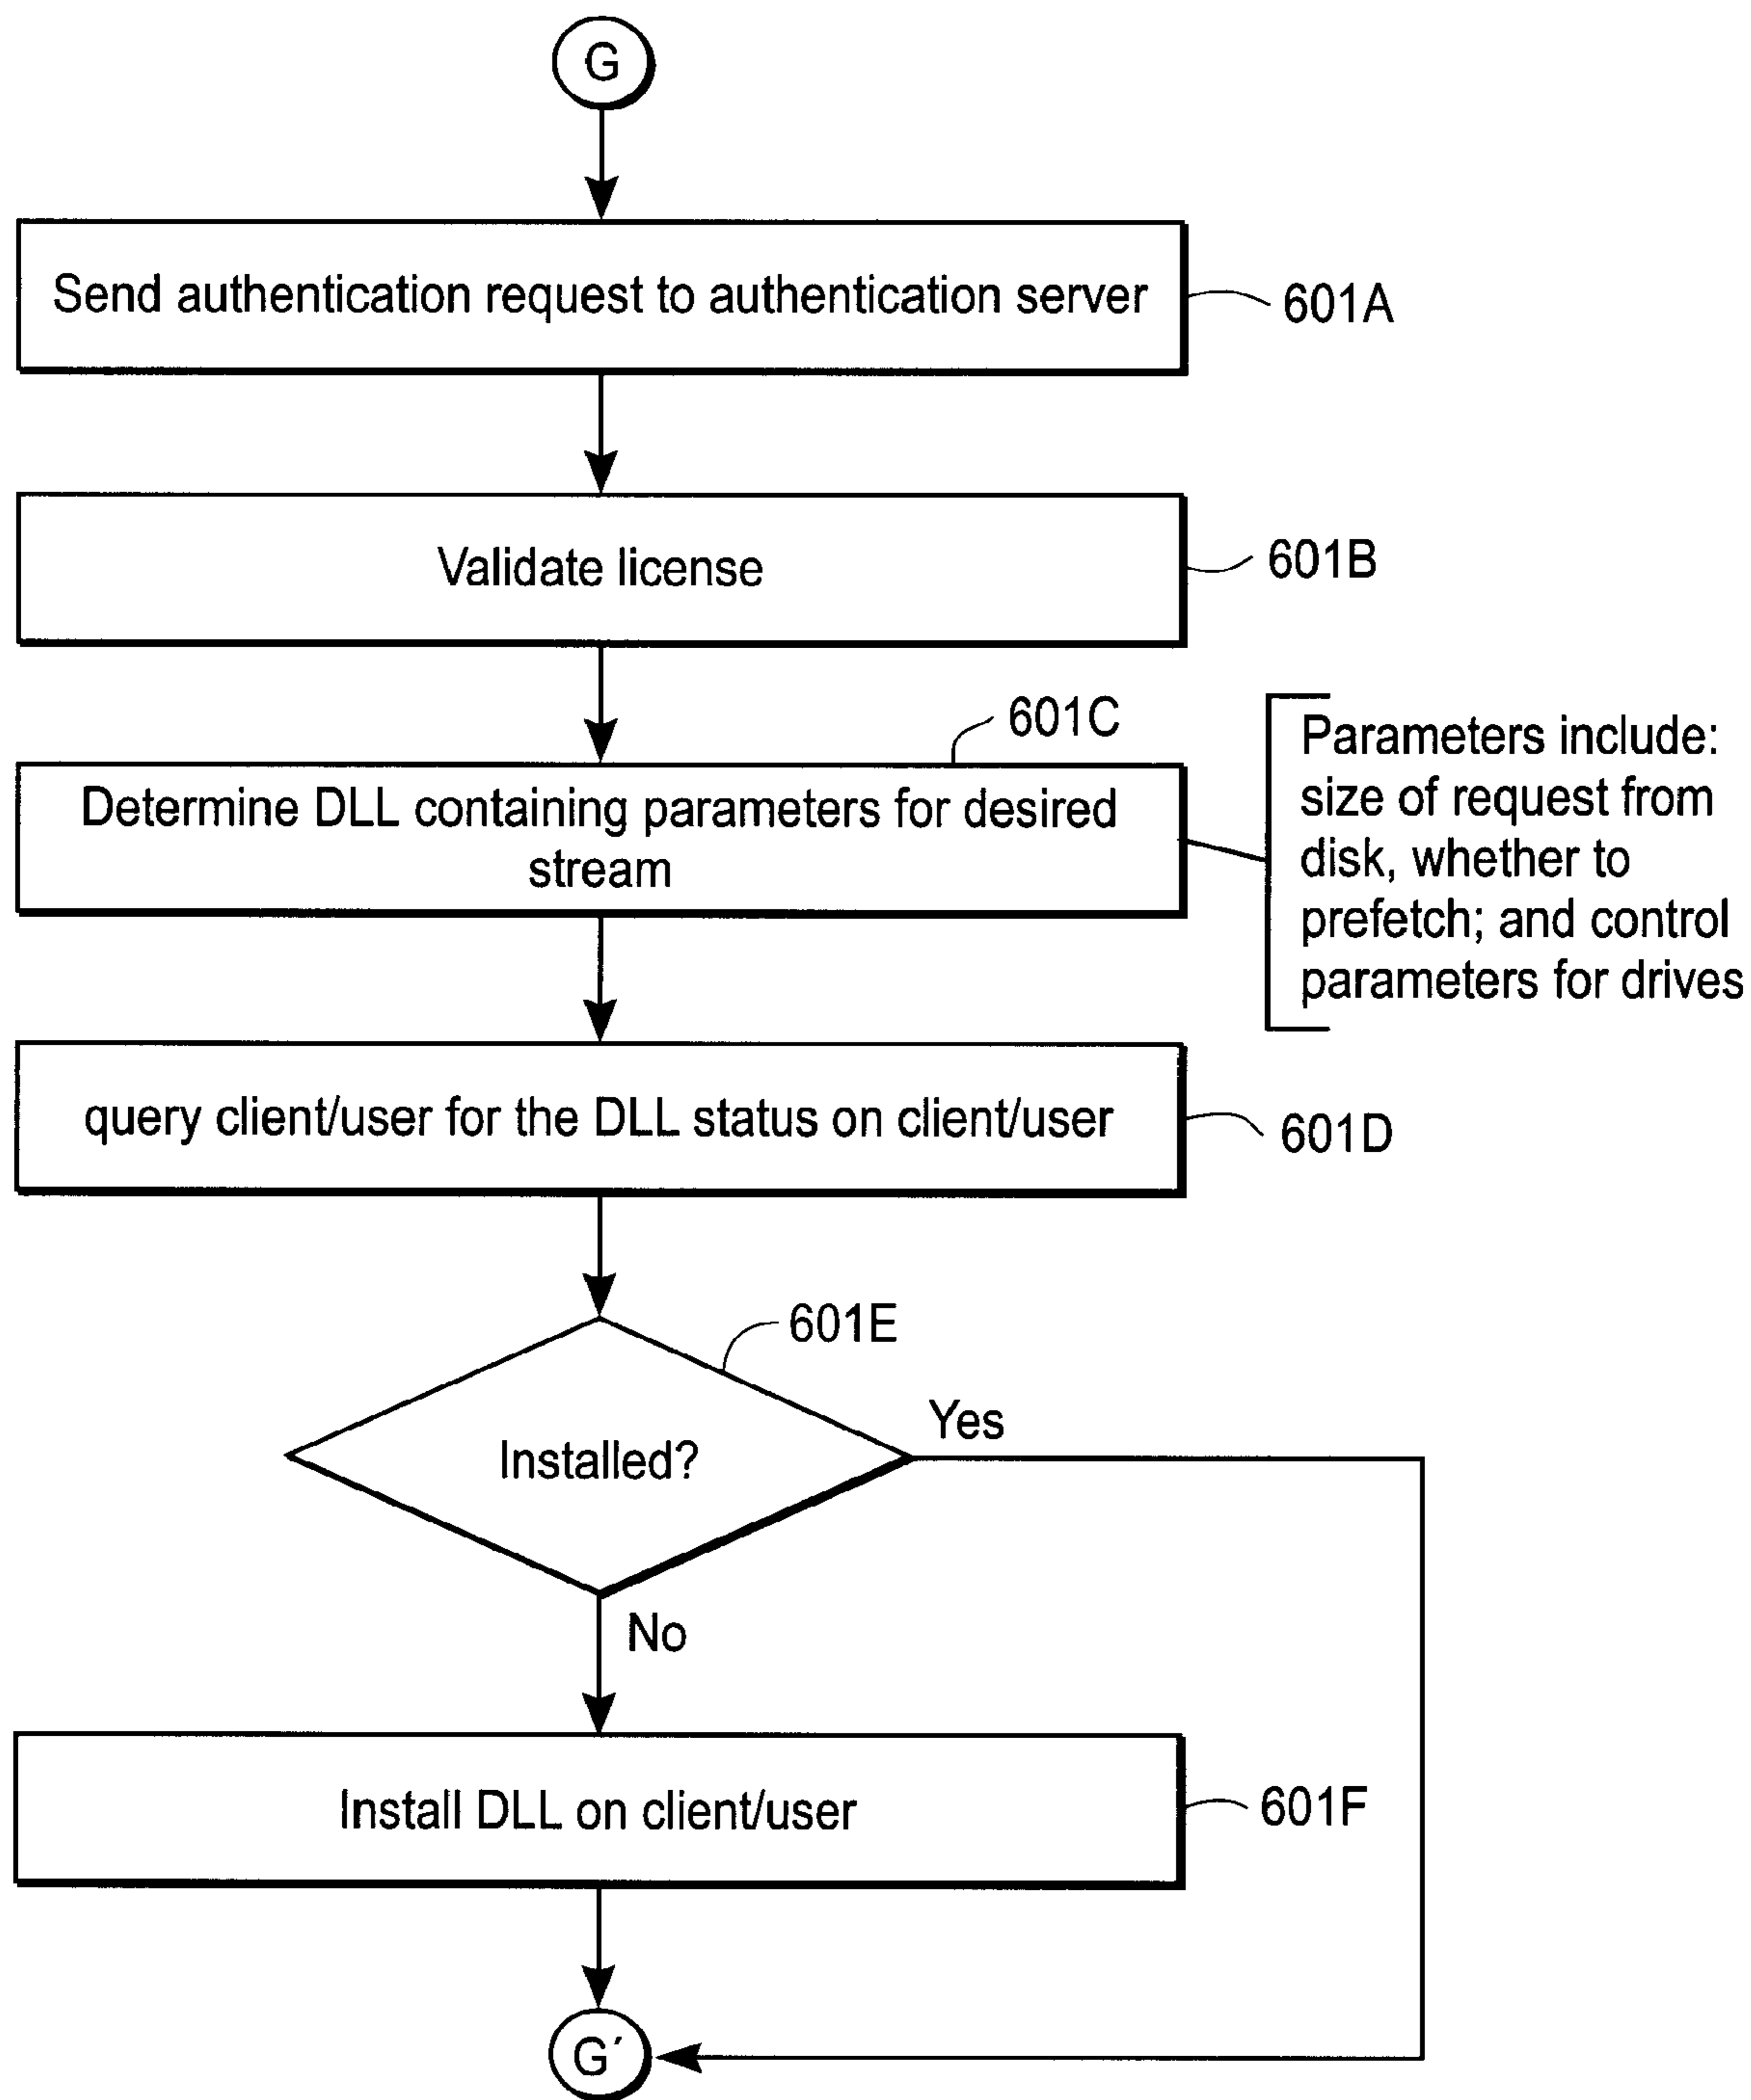 G
Send authentication request to authentication server
601A
Validate license
601B
601C
Determine DLL containing parameters for desired
stream
Parameters include:
size of request from
disk, whether to
prefetch; and control
parameters for drives
query client/user for the DLL status on client/user
601D
601E
Installed?
Yes
No
Install DLL on client/user
601F
G´